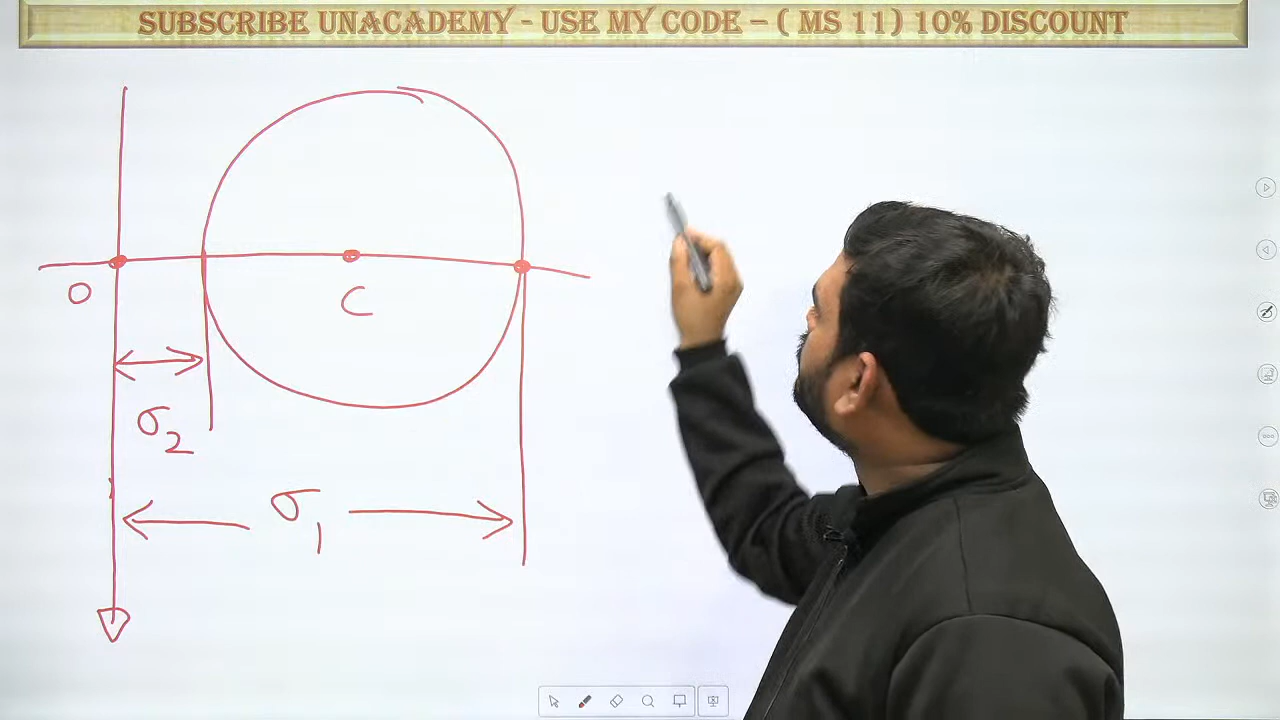 SUBSCRIBE UNACADEMY - USE MY CODE – ( MS 11) 10% DISCOUNT
O
C
σ2
σ1